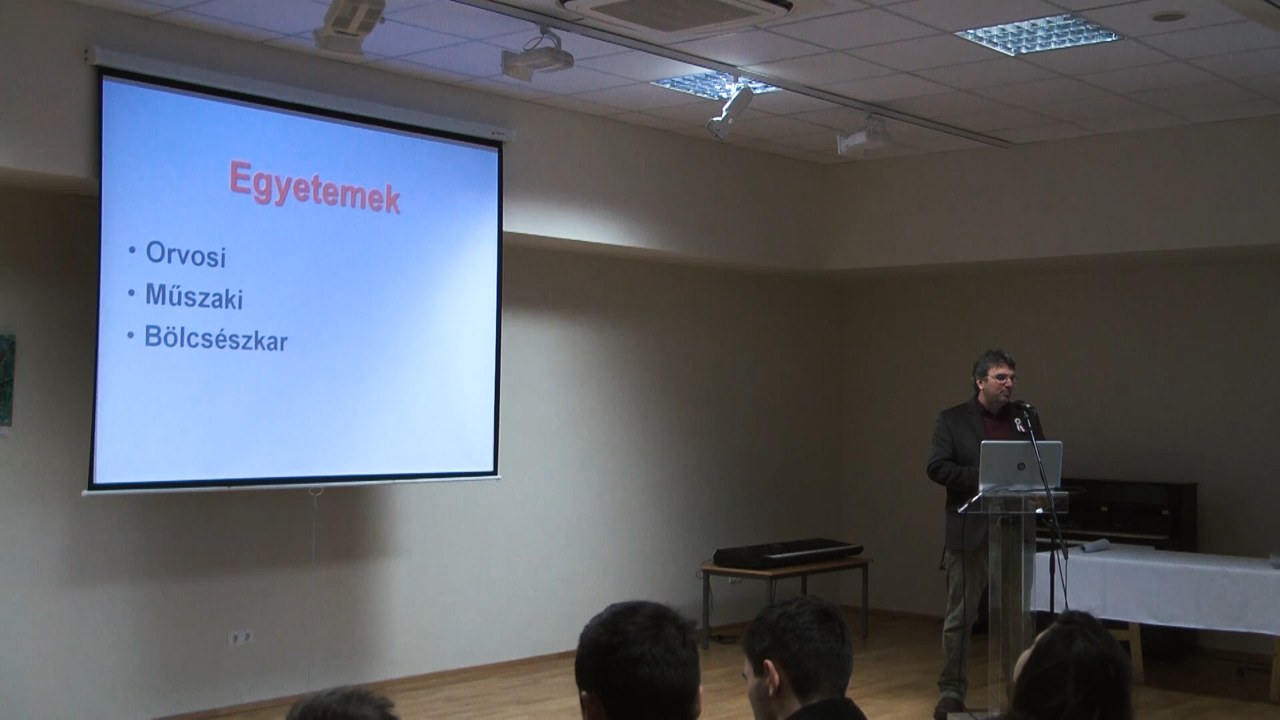 Egyetemek
• Orvosi
• Műszaki
• Bölcsészkar